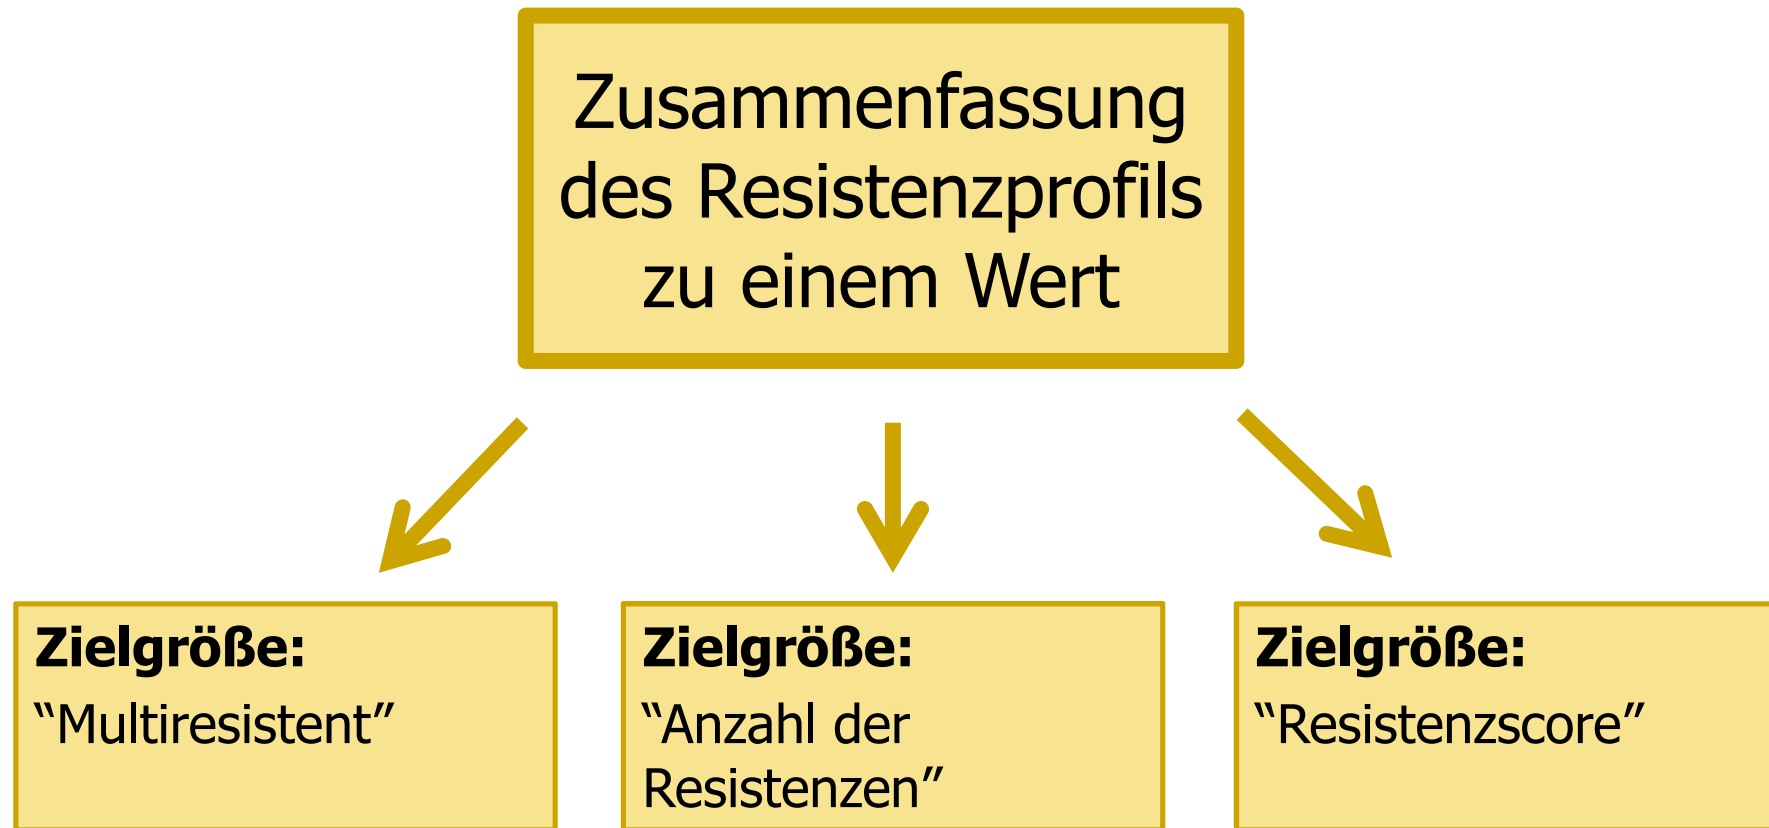 Zusammenfassung
des Resistenzprofils
zu einem Wert
Zielgröße:
“Multiresistent”
Zielgröße:
“Anzahl der
Resistenzen”
Zielgröße:
“Resistenzscore”